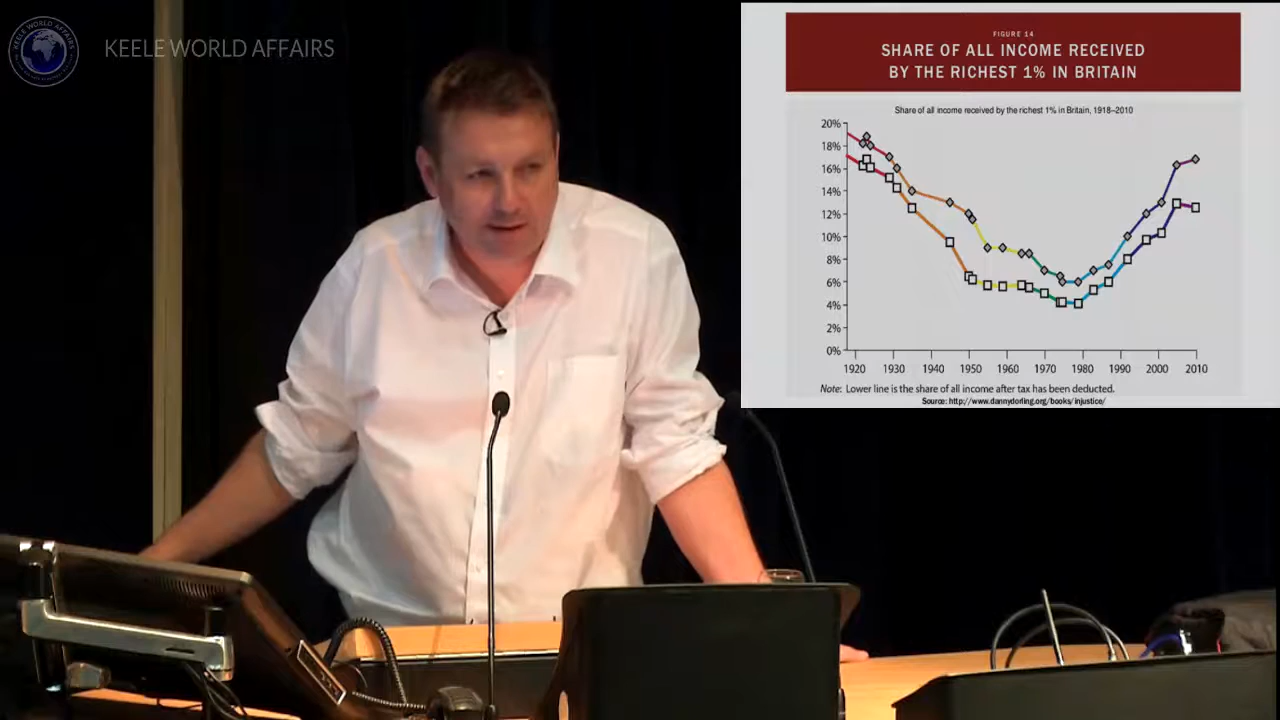 KEELE WORLD AFFAIRS
KEELE WORLD AFFAIRS
FIGURE 14
SHARE OF ALL INCOME RECEIVED
BY THE RICHEST 1% IN BRITAIN
Share of all income received by the richest 1% in Britain, 1918–2010
20%
18%
16%
14%
12%
10%
8%
6%
4%
2%
0%
1920 1930 1940 1950 1960 1970 1980 1990 2000 2010
Note: Lower line is the share of all income after tax has been deducted.
Source: http://www.dannydorling.org/books/injustice/